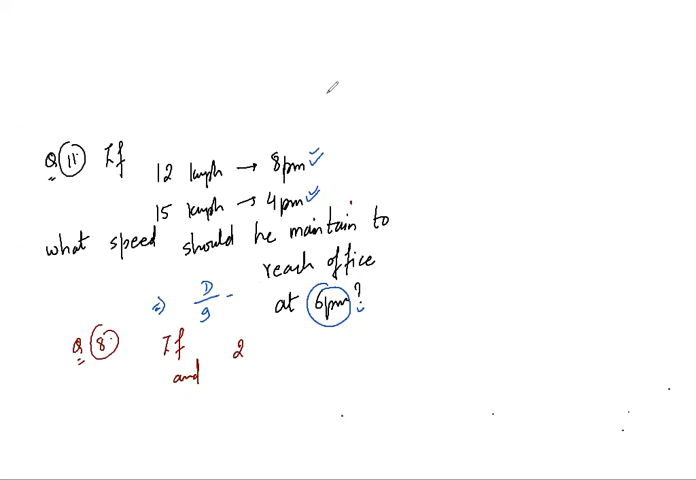 Q 11. If
12 kmph → 8pm ✓✓
15 kmph → 4pm ✓✓
what speed should he maintain to
reach office
at 6pm?
⇒ D/9 -
Q 8. If 2
and